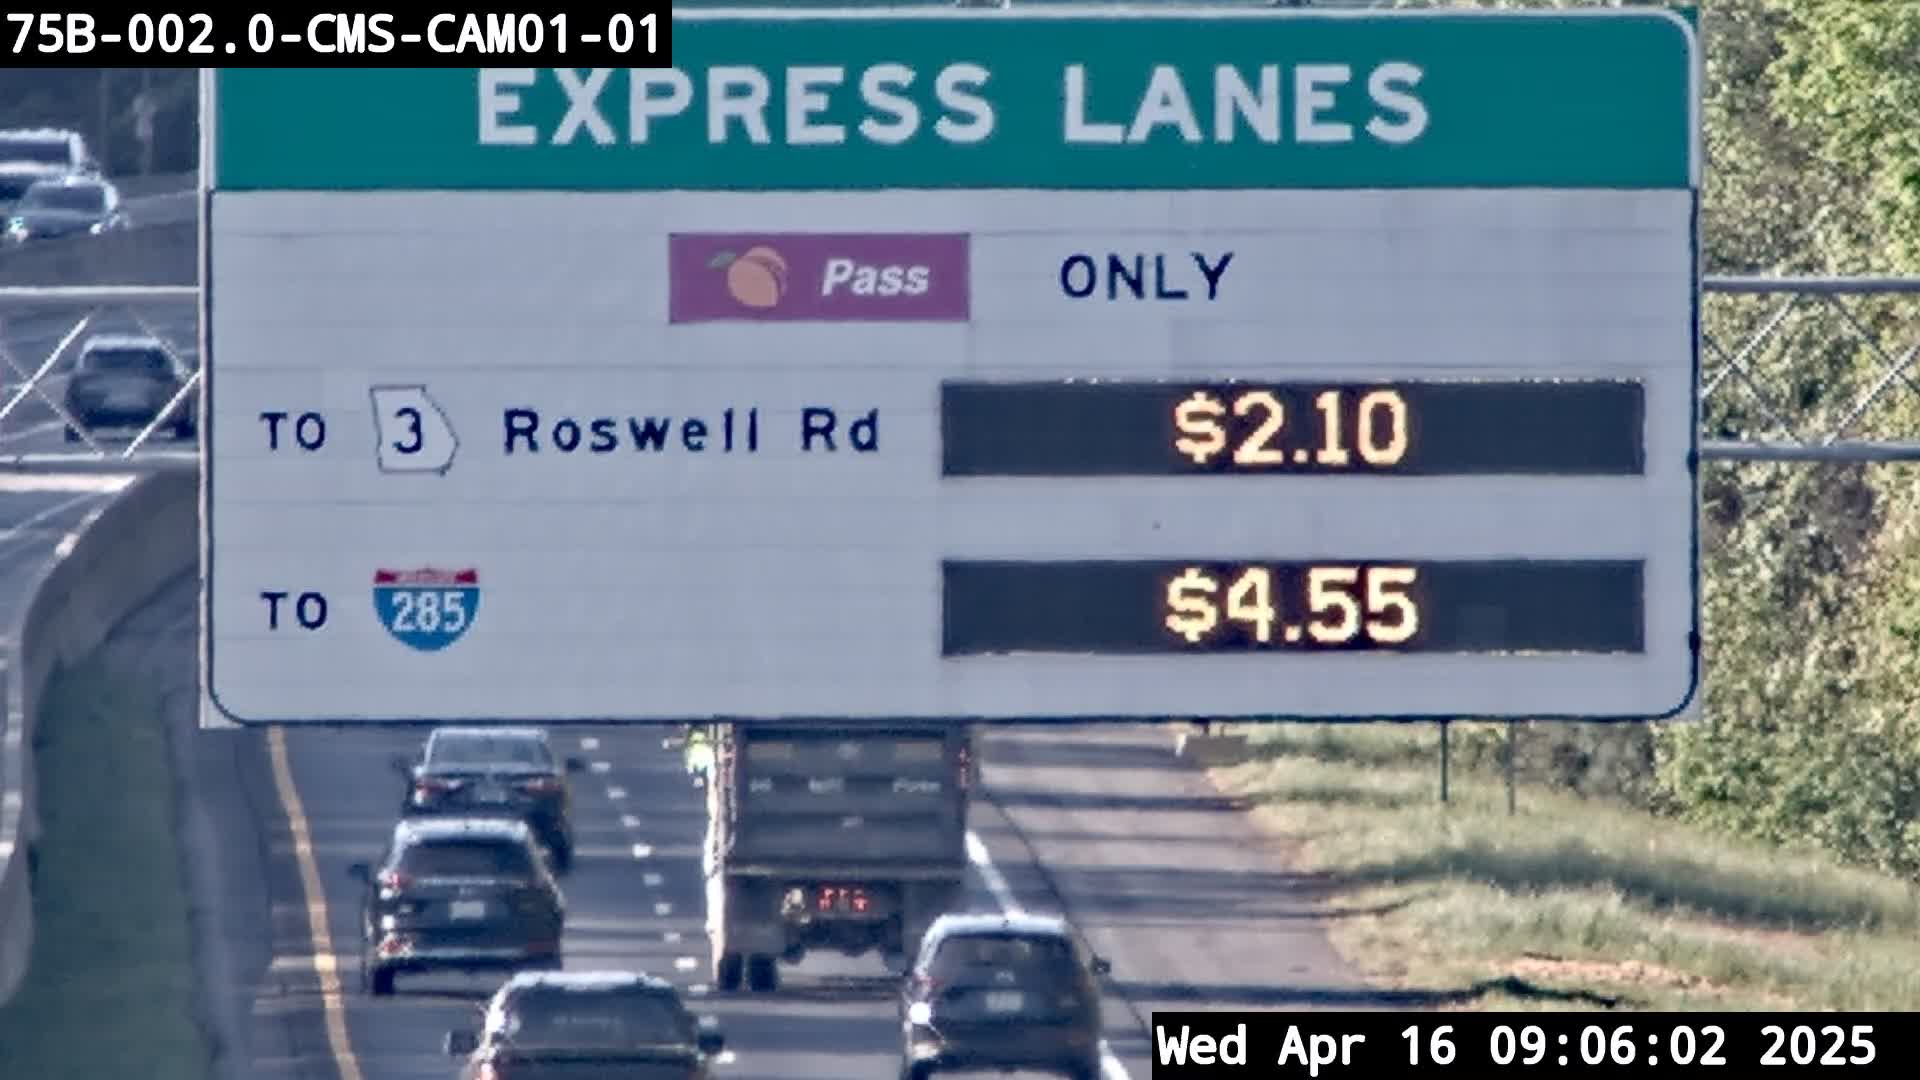 75B-002.0-CMS-CAM01-01
EXPRESS LANES
Pass ONLY
TO 3 Roswell Rd $2.10
TO 285 $4.55
Wed Apr 16 09:06:02 2025